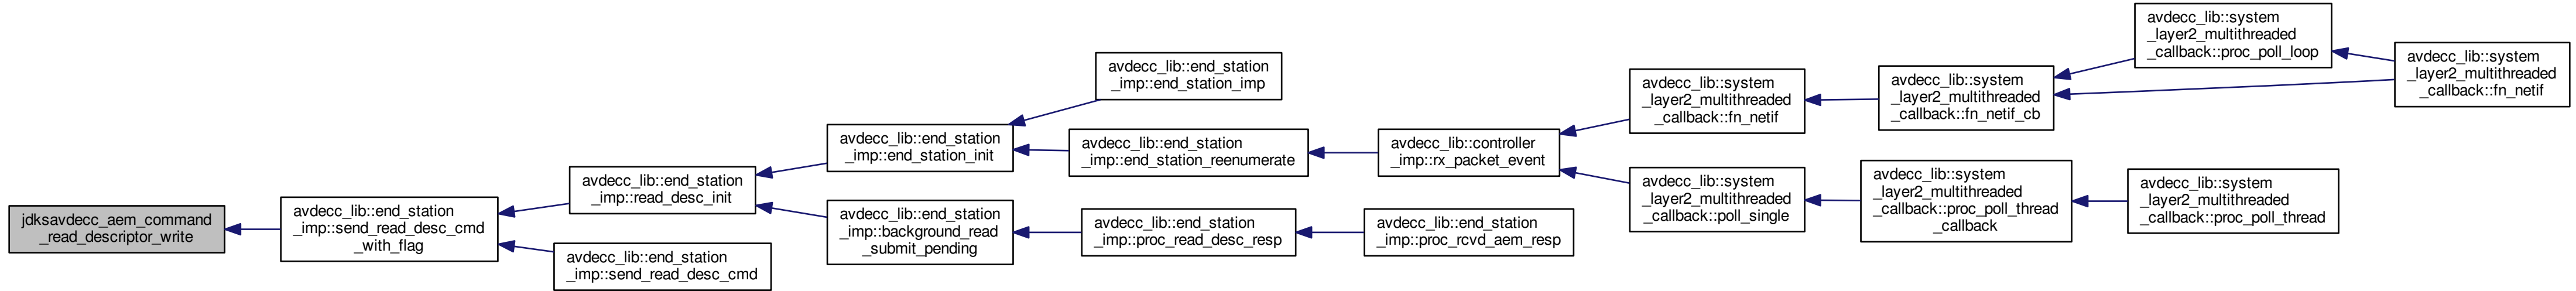 jdksavdecc_aem_command
_read_descriptor_write
avdecc_lib::end_station
_imp::send_read_desc_cmd
_with_flag
avdecc_lib::end_station
_imp::read_desc_init
avdecc_lib::end_station
_imp::send_read_desc_cmd
avdecc_lib::end_station
_imp::end_station_init
avdecc_lib::end_station
_imp::background_read
_submit_pending
avdecc_lib::end_station
_imp::end_station_imp
avdecc_lib::end_station
_imp::end_station_reenumerate
avdecc_lib::end_station
_imp::proc_read_desc_resp
avdecc_lib::controller
_imp::rx_packet_event
avdecc_lib::end_station
_imp::proc_rcvd_aem_resp
avdecc_lib::system
_layer2_multithreaded
_callback::fn_netif
avdecc_lib::system
_layer2_multithreaded
_callback::poll_single
avdecc_lib::system
_layer2_multithreaded
_callback::fn_netif_cb
avdecc_lib::system
_layer2_multithreaded
_callback::proc_poll_thread
_callback
avdecc_lib::system
_layer2_multithreaded
_callback::proc_poll_loop
avdecc_lib::system
_layer2_multithreaded
_callback::proc_poll_thread
avdecc_lib::system
_layer2_multithreaded
_callback::fn_netif